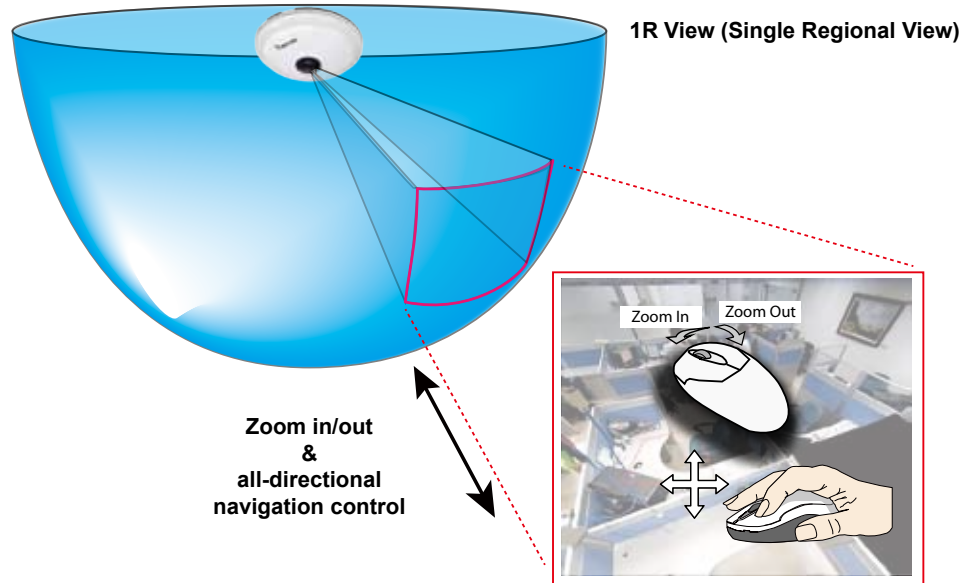 1R View (Single Regional View)
Zoom In
Zoom Out
Zoom in/out
&
all-directional
navigation control